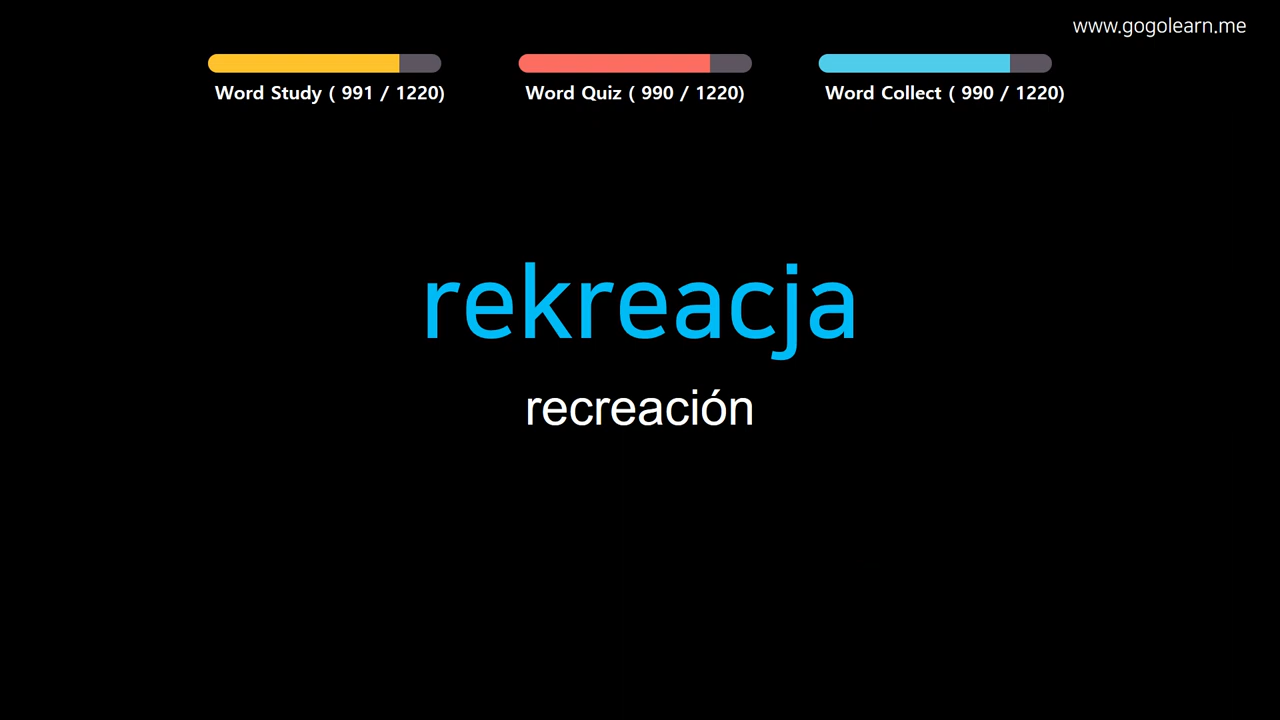 www.gogolearn.me
Word Study ( 991 / 1220)
Word Quiz ( 990 / 1220)
Word Collect ( 990 / 1220)
rekreacja
recreación